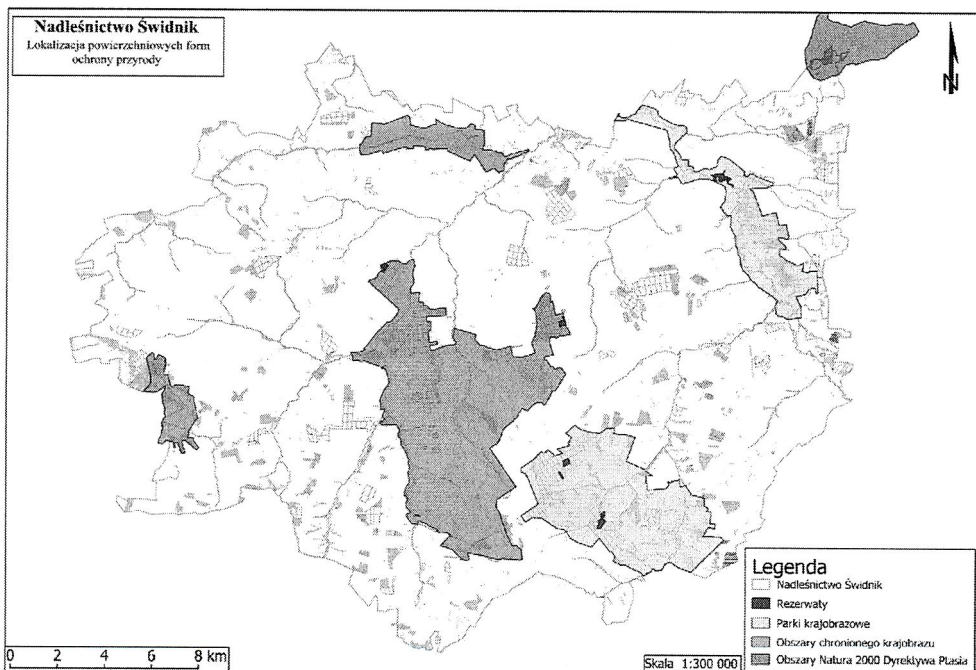 Nadleśnictwo Świdnik
Lokalizacja powierzchniowych form
ochrony przyrody
N
Legenda
Nadleśnictwo Świdnik
Rezerwaty
Parki krajobrazowe
Obszary chronionego krajobrazu
Obszary Natura 2000 Dyrektywa Ptasia
0 2 4 6 8 km
Skala 1:300 000